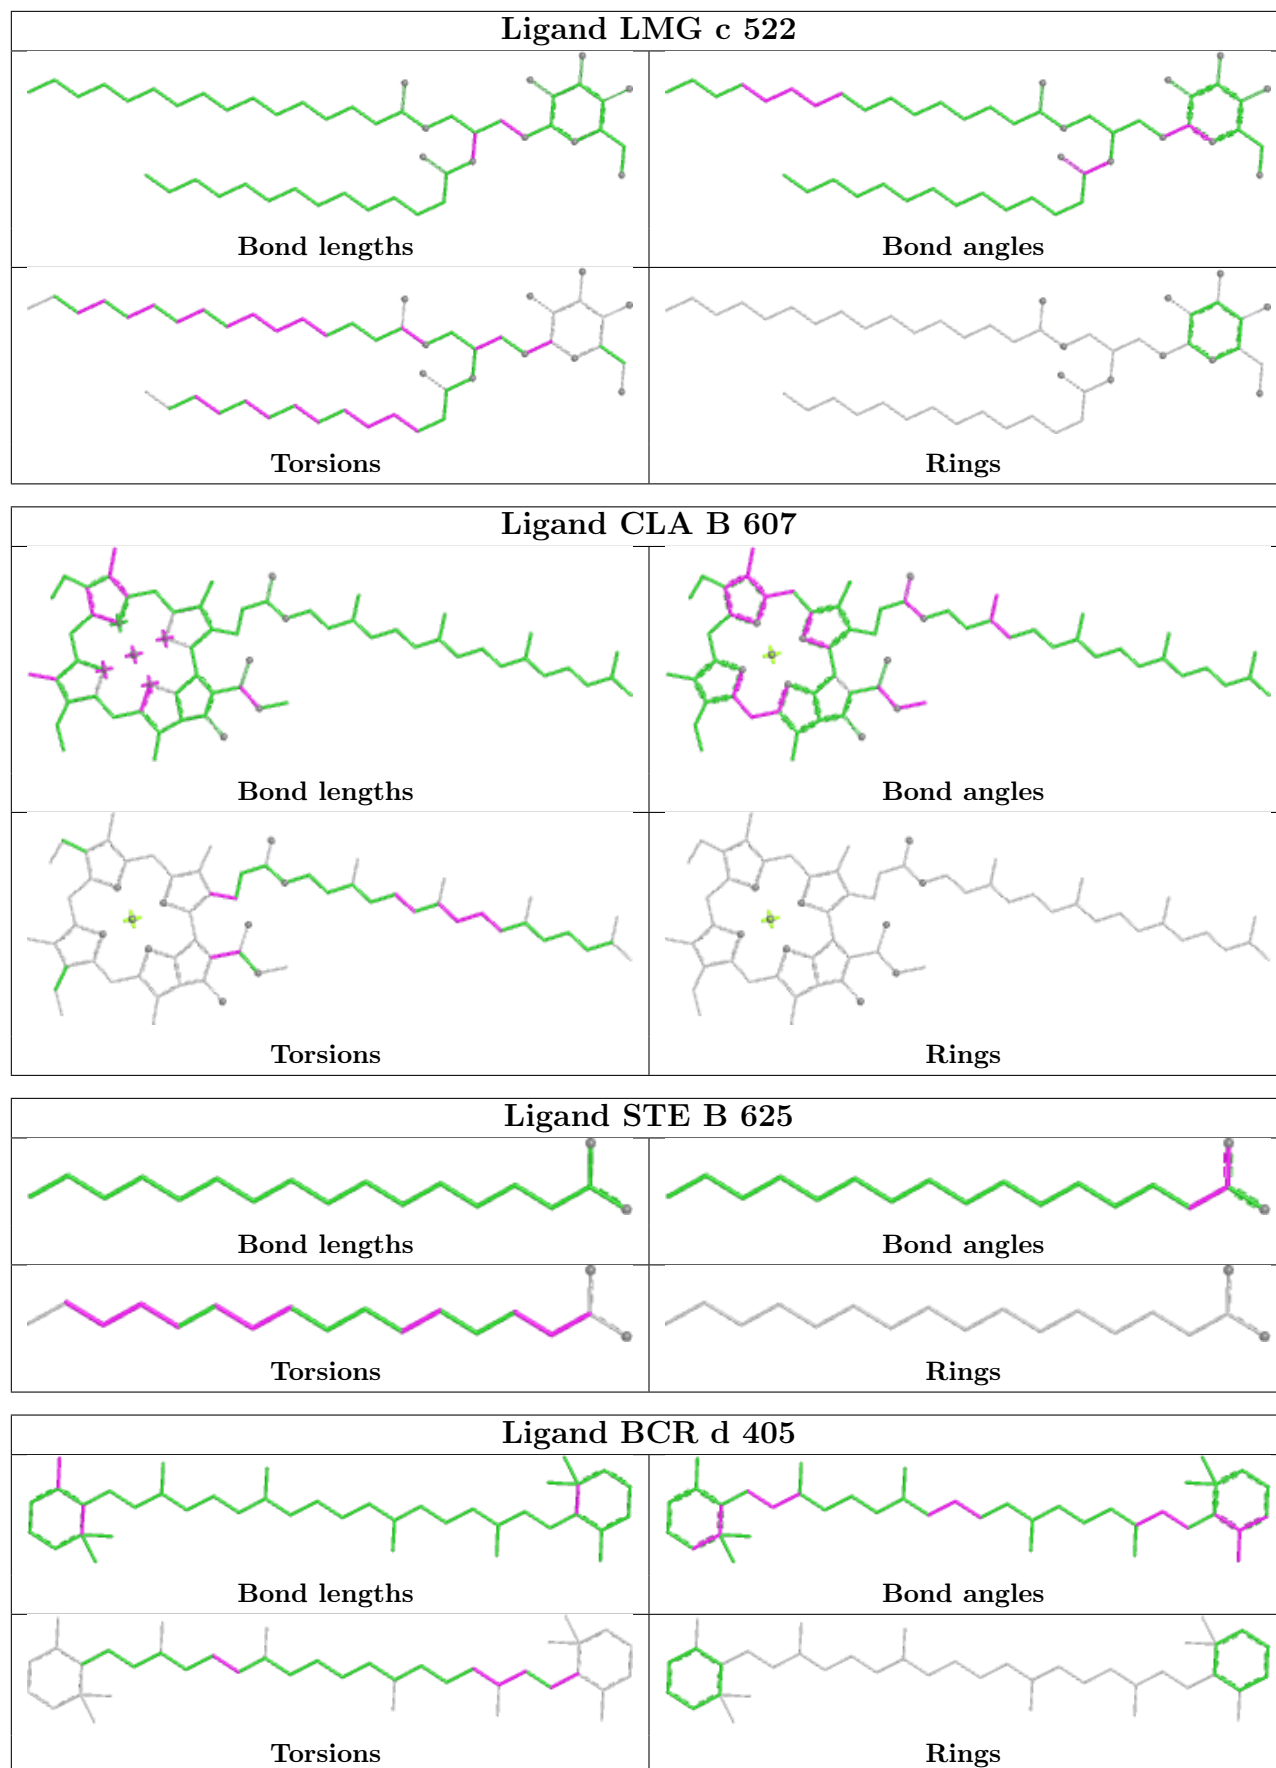 Ligand LMG c 522
Bond lengths
Bond angles
Torsions
Rings
Ligand CLA B 607
Bond lengths
Bond angles
Torsions
Rings
Ligand STE B 625
Bond lengths
Bond angles
Torsions
Rings
Ligand BCR d 405
Bond lengths
Bond angles
Torsions
Rings